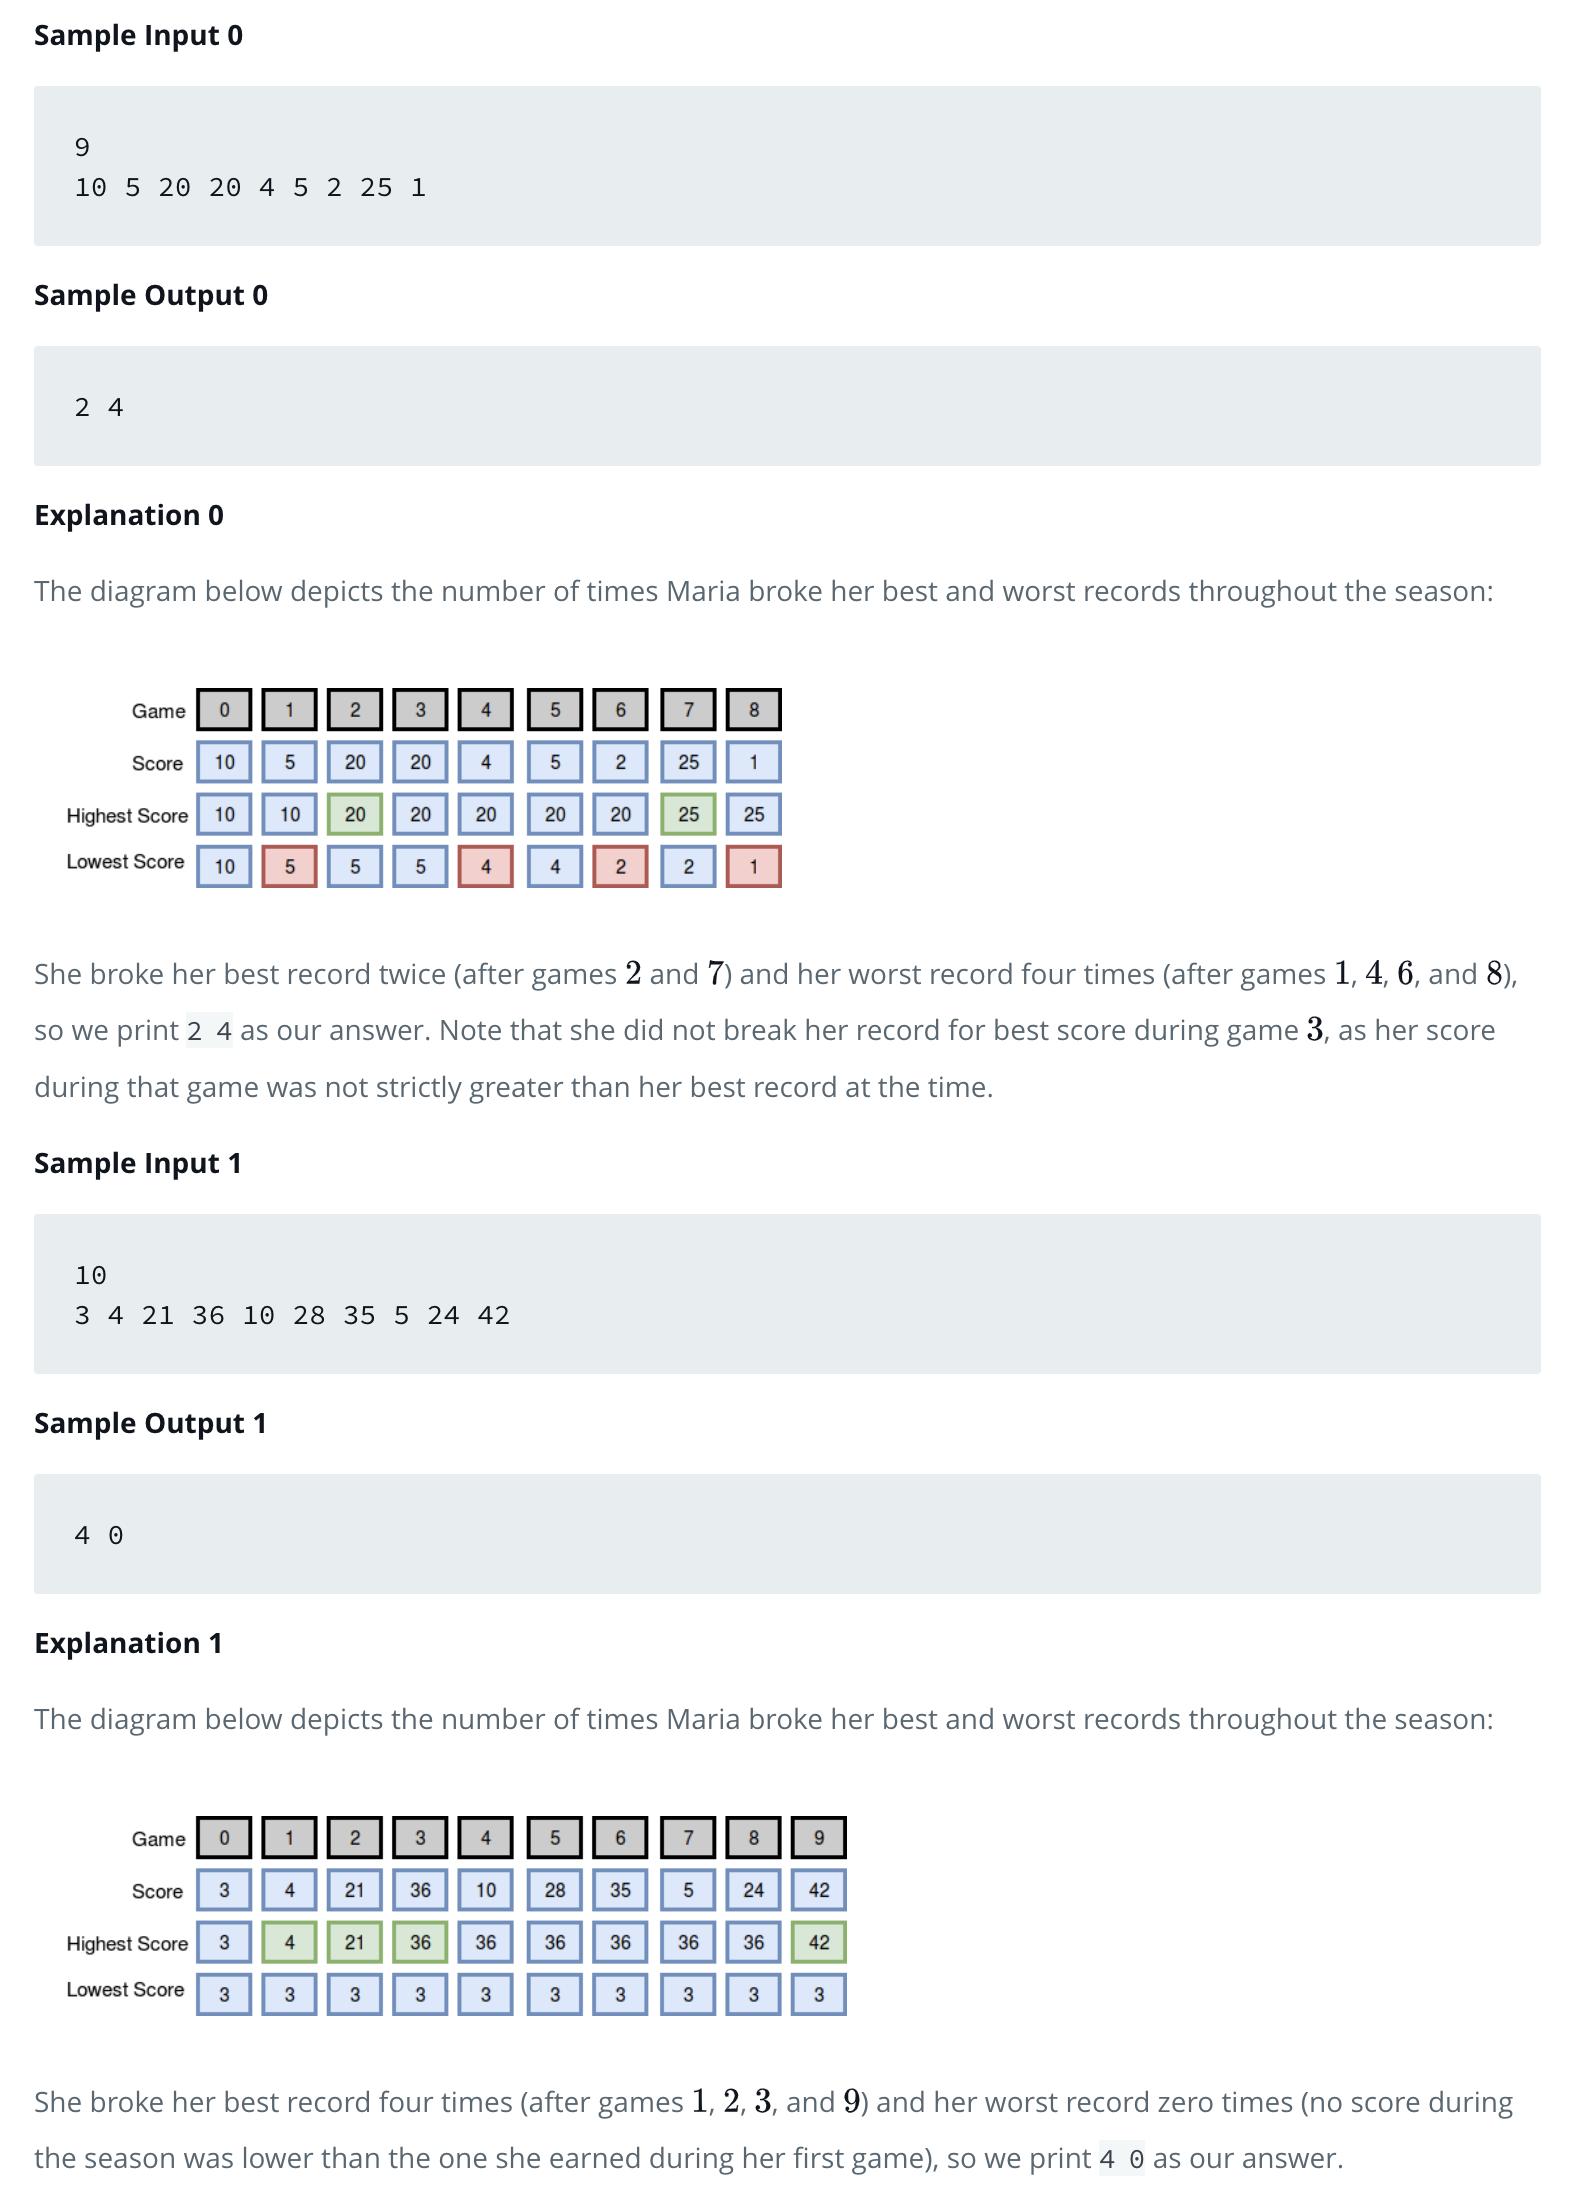 Sample Input 0
9
10 5 20 20 4 5 2 25 1
Sample Output 0
2 4
Explanation 0
The diagram below depicts the number of times Maria broke her best and worst records throughout the season:
Game 0 1 2 3 4 5 6 7 8
Score 10 5 20 20 4 5 2 25 1
Highest Score 10 10 20 20 20 20 20 25 25
Lowest Score 10 5 5 5 4 4 2 2 1
She broke her best record twice (after games 2 and 7) and her worst record four times (after games 1, 4, 6, and 8),
so we print 2 4 as our answer. Note that she did not break her record for best score during game 3, as her score
during that game was not strictly greater than her best record at the time.
Sample Input 1
10
3 4 21 36 10 28 35 5 24 42
Sample Output 1
4 0
Explanation 1
The diagram below depicts the number of times Maria broke her best and worst records throughout the season:
Game 0 1 2 3 4 5 6 7 8 9
Score 3 4 21 36 10 28 35 5 24 42
Highest Score 3 4 21 36 36 36 36 36 36 42
Lowest Score 3 3 3 3 3 3 3 3 3 3
She broke her best record four times (after games 1, 2, 3, and 9) and her worst record zero times (no score during
the season was lower than the one she earned during her first game), so we print 4 0 as our answer.